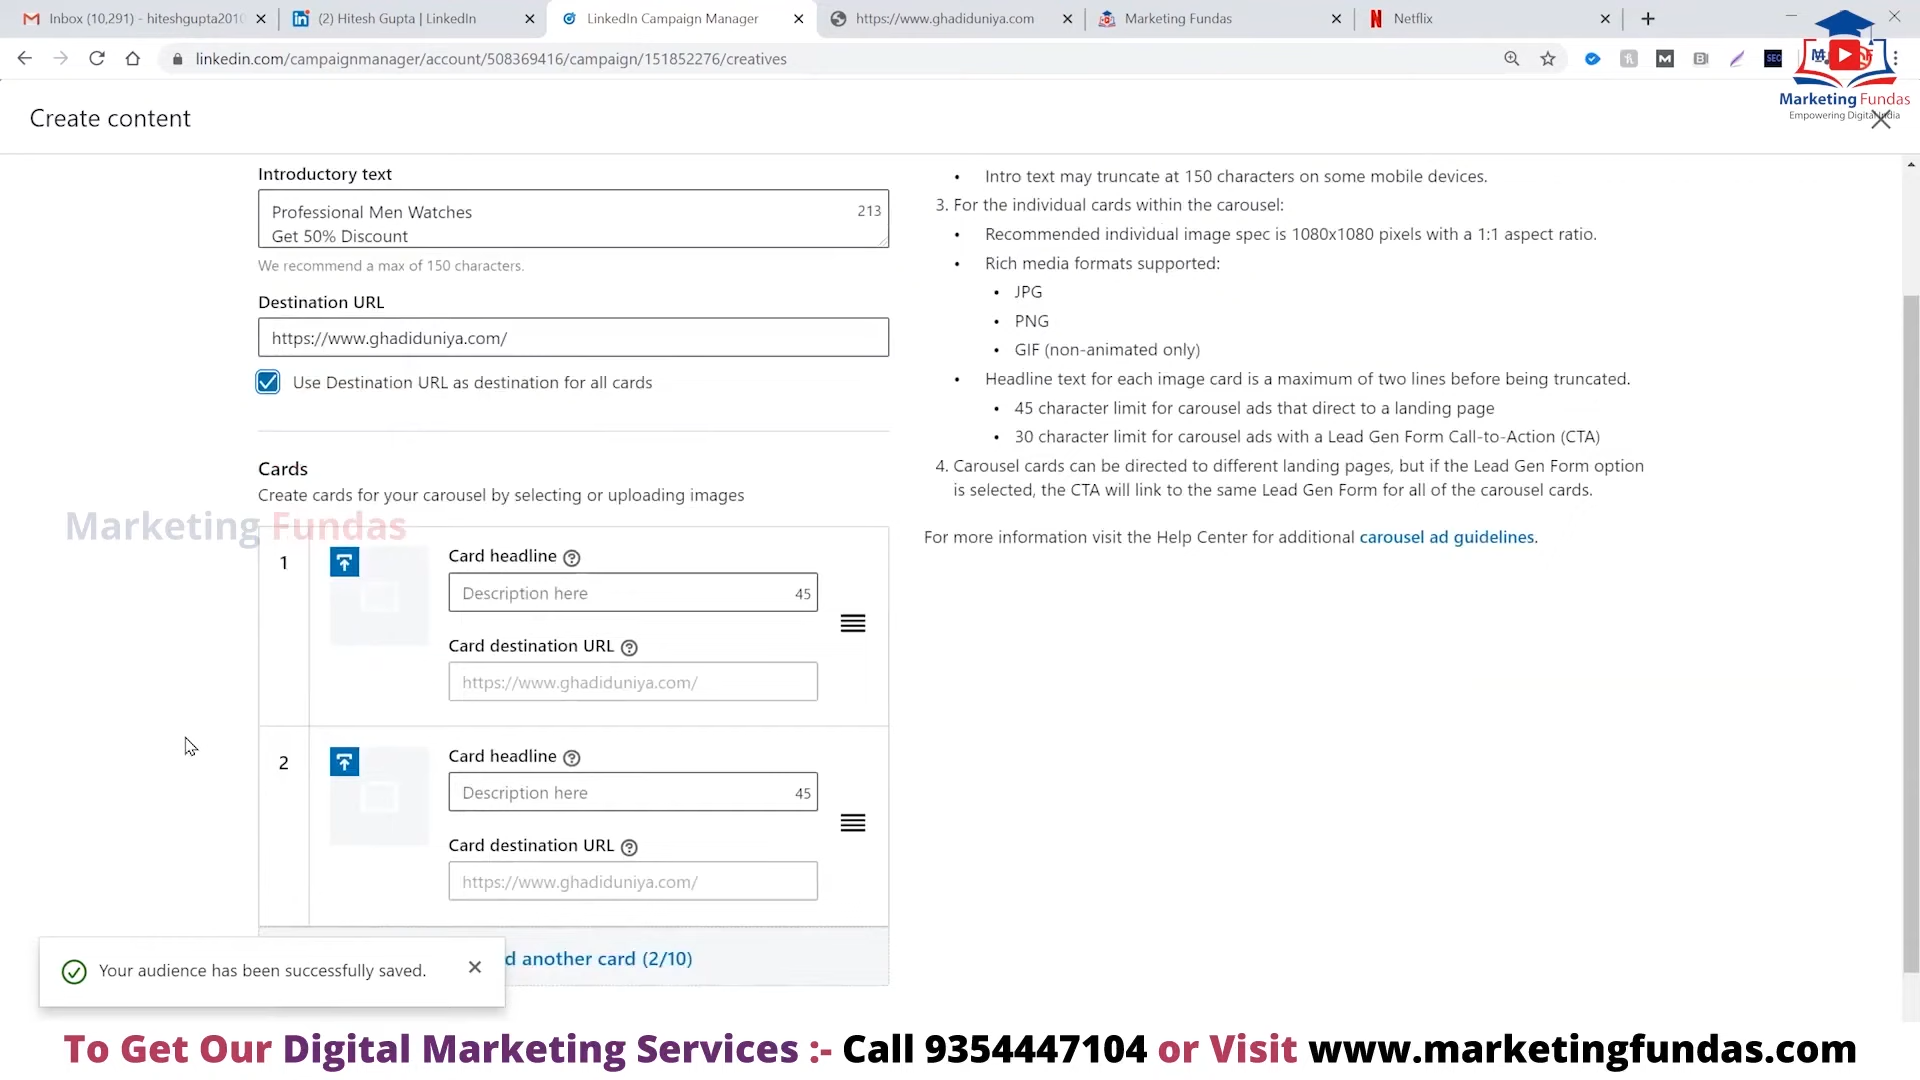 Inbox (10,291) - hiteshgupta2010
(2) Hitesh Gupta | LinkedIn
LinkedIn Campaign Manager
https://www.ghadiduniya.com
Marketing Fundas
Netflix
linkedin.com/campaignmanager/account/508369416/campaign/151852276/creatives
Marketing Fundas
Empowering Digital India
Create content
Introductory text
Professional Men Watches
213
Get 50% Discount
We recommend a max of 150 characters.
Destination URL
https://www.ghadiduniya.com/
Use Destination URL as destination for all cards
Cards
Create cards for your carousel by selecting or uploading images
Marketing Fundas
1
Card headline
Description here
45
Card destination URL
https://www.ghadiduniya.com/
2
Card headline
Description here
45
Card destination URL
https://www.ghadiduniya.com/
d another card (2/10)
Your audience has been successfully saved.
• Intro text may truncate at 150 characters on some mobile devices.
3. For the individual cards within the carousel:
• Recommended individual image spec is 1080x1080 pixels with a 1:1 aspect ratio.
• Rich media formats supported:
• JPG
• PNG
• GIF (non-animated only)
• Headline text for each image card is a maximum of two lines before being truncated.
• 45 character limit for carousel ads that direct to a landing page
• 30 character limit for carousel ads with a Lead Gen Form Call-to-Action (CTA)
4. Carousel cards can be directed to different landing pages, but if the Lead Gen Form option
is selected, the CTA will link to the same Lead Gen Form for all of the carousel cards.
For more information visit the Help Center for additional carousel ad guidelines.
To Get Our Digital Marketing Services :- Call 9354447104 or Visit www.marketingfundas.com